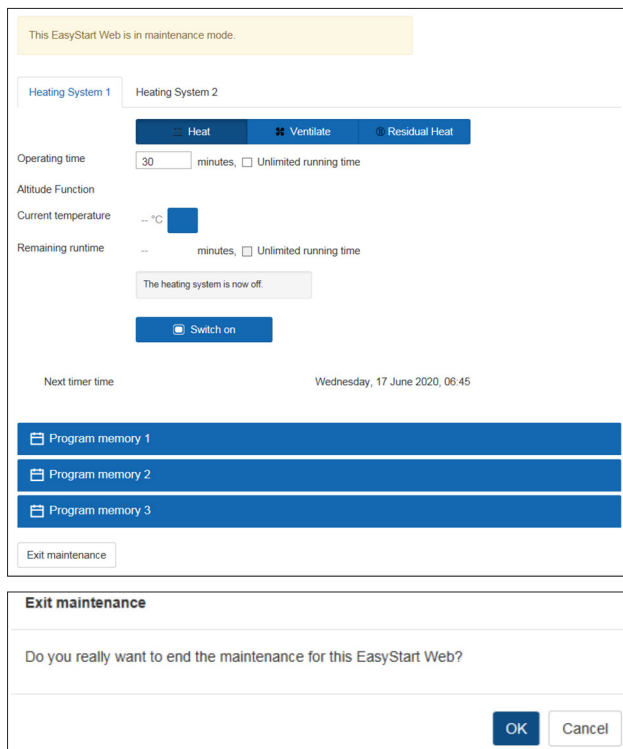 This EasyStart Web is in maintenance mode.
Heating System 1 Heating System 2
Heat Ventilate Residual Heat
Operating time 30 minutes, Unlimited running time
Altitude Function
Current temperature -- °C
Remaining runtime -- minutes, Unlimited running time
The heating system is now off.
Switch on
Next timer time Wednesday, 17 June 2020, 06:45
Program memory 1
Program memory 2
Program memory 3
Exit maintenance
Exit maintenance
Do you really want to end the maintenance for this EasyStart Web?
OK Cancel